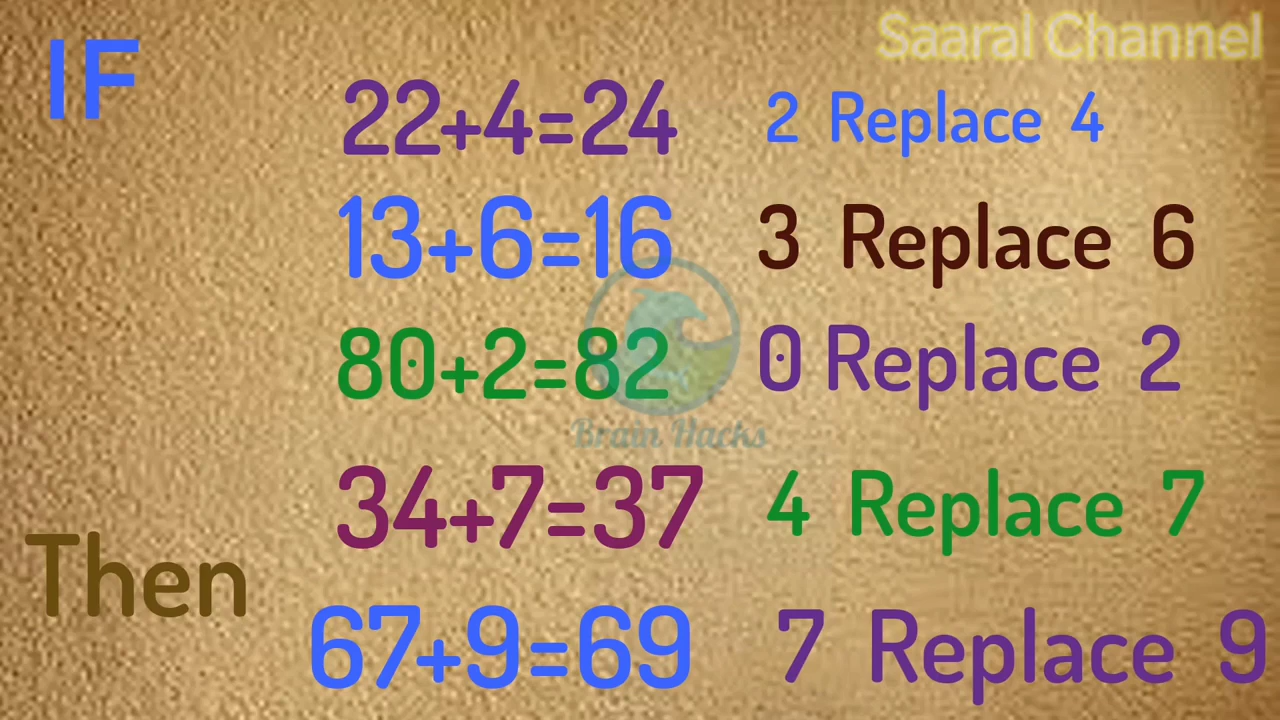 Saaral Channel
IF
22+4=24 2 Replace 4
13+6=16 3 Replace 6
80+2=82 0 Replace 2
Brain Hacks
34+7=37 4 Replace 7
Then
67+9=69 7 Replace 9